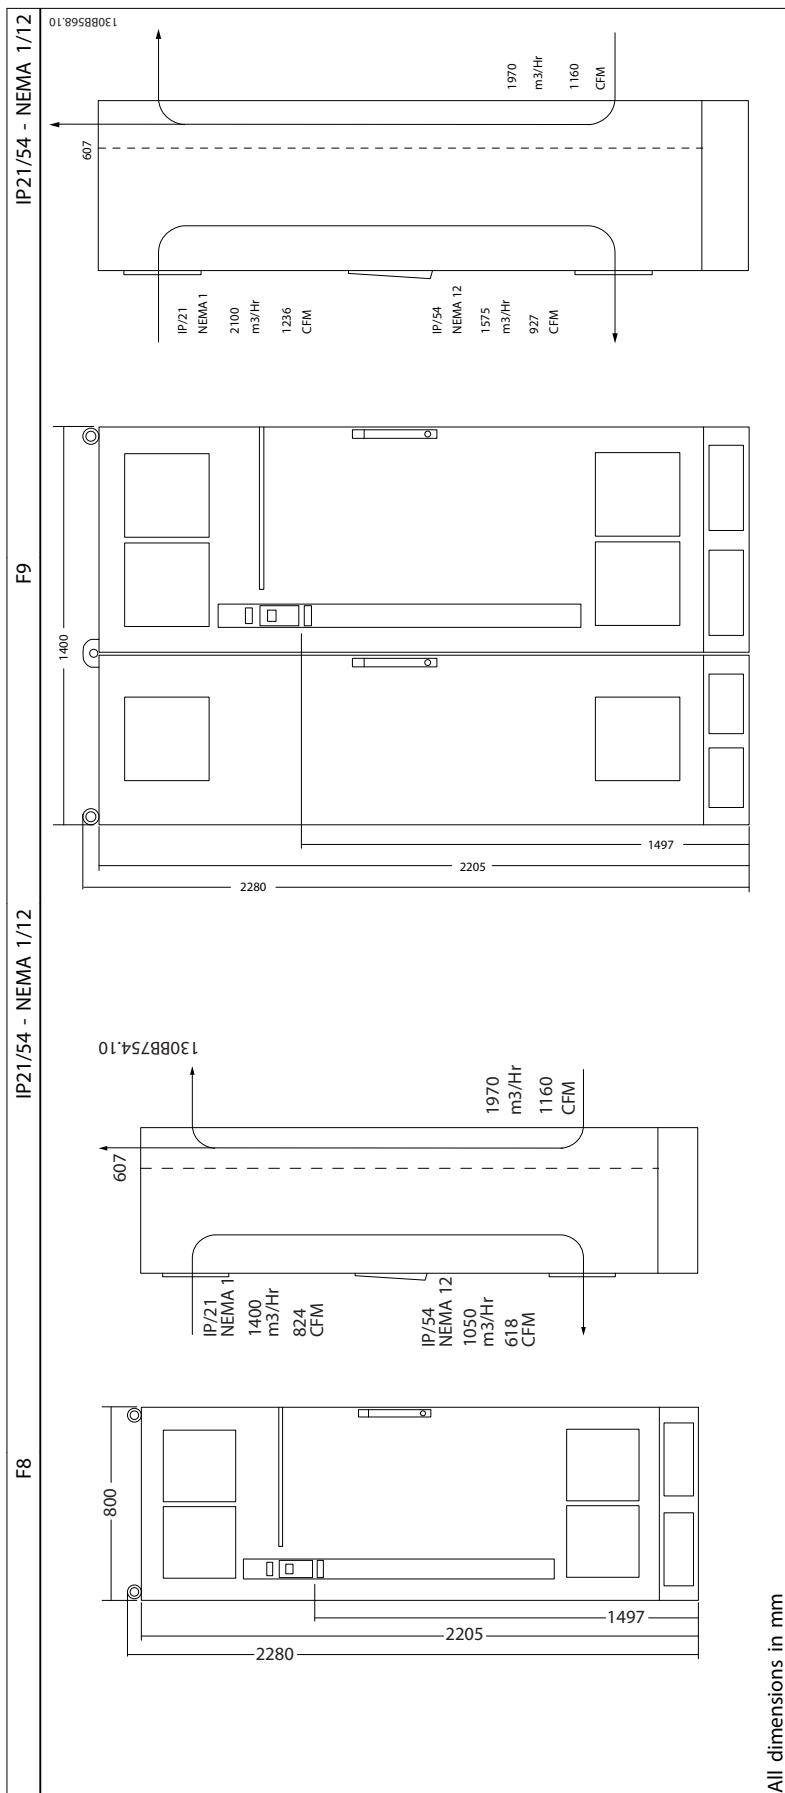 F8
IP21/54 - NEMA 1/12
F9
IP21/54 - NEMA 1/12
800
2280
2205
1497
IP/21
NEMA 1
1400
m3/Hr
824
CFM
IP/54
NEMA 12
1050
m3/Hr
618
CFM
607
1970
m3/Hr
1160
CFM
130BB754.10
1400
2280
2205
1497
IP/21
NEMA 1
2100
m3/Hr
1236
CFM
IP/54
NEMA 12
1575
m3/Hr
927
CFM
607
1970
m3/Hr
1160
CFM
130BB568.10
All dimensions in mm